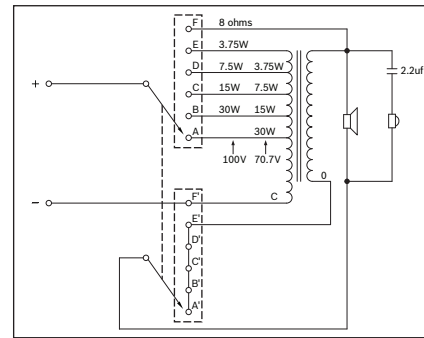 F 8 ohms
E 3.75W
D 7.5W 3.75W
C 15W 7.5W
B 30W 15W
A 30W
100V 70.7V
2.2uf
+
0
−
F' C
E'
D'
C'
B'
A'